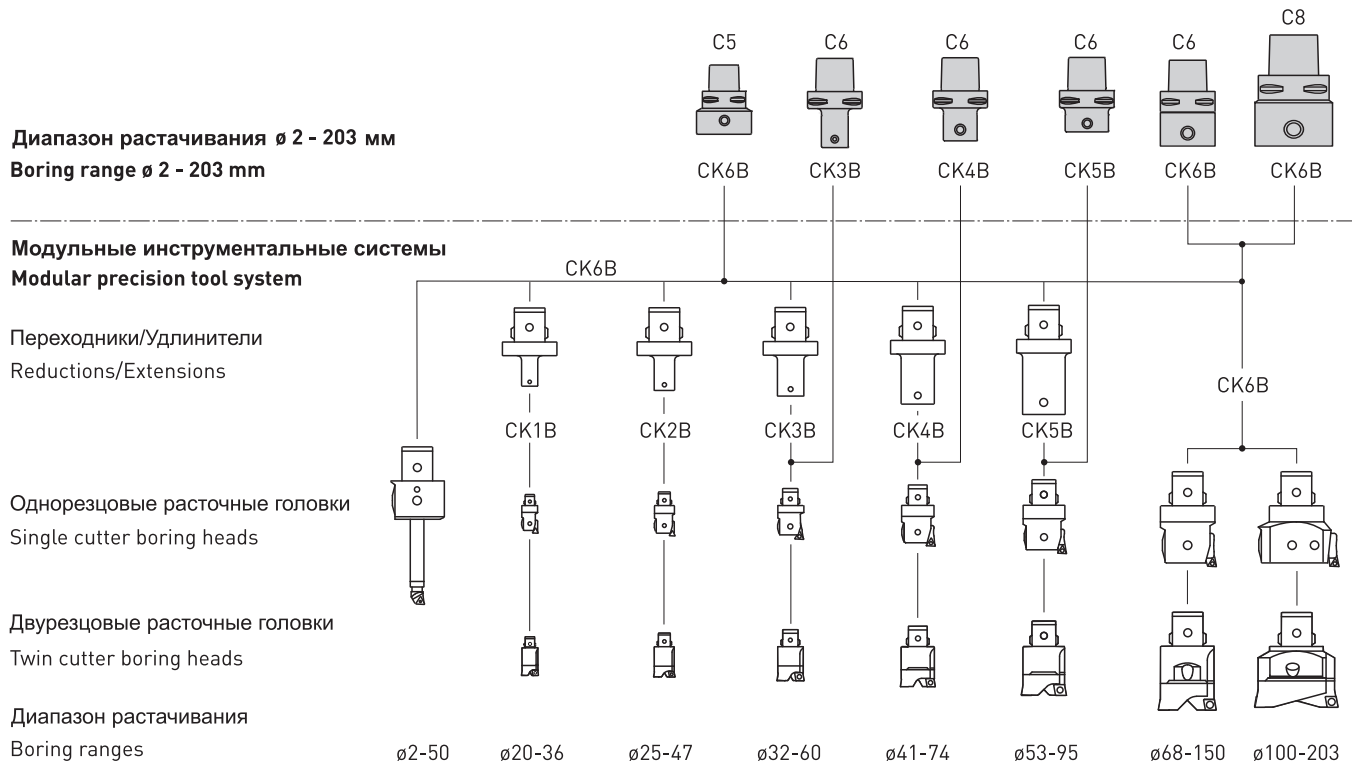 C5 C6 C6 C6 C6 C8
Диапазон растачивания ø 2 - 203 мм
Boring range ø 2 - 203 mm
CK6B CK3B CK4B CK5B CK6B CK6B
Модульные инструментальные системы
Modular precision tool system
CK6B
Переходники/Удлинители
Reductions/Extensions
CK6B
CK1B CK2B CK3B CK4B CK5B
Однорезцовые расточные головки
Single cutter boring heads
Двурезцовые расточные головки
Twin cutter boring heads
Диапазон растачивания
Boring ranges
ø2-50 ø20-36 ø25-47 ø32-60 ø41-74 ø53-95 ø68-150 ø100-203